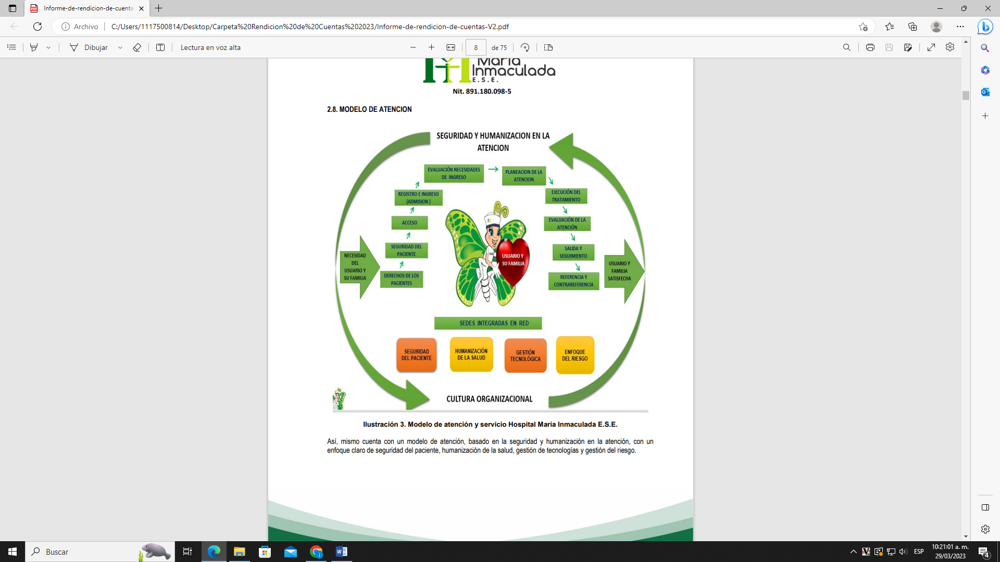 Informe-de-rendicion-de-cuenta
Archivo
C:/Users/1117500814/Desktop/Carpeta%20Rendicion%20de%20Cuentas%202023/Informe-de-rendicion-de-cuentas-V2.pdf
Dibujar
Lectura en voz alta
8
de 75
María
Inmaculada
E.S.E.
Nit. 891.180.098-5
2.8. MODELO DE ATENCION
SEGURIDAD Y HUMANIZACION EN LA
ATENCION
NECESIDAD
DEL
USUARIO Y
SU FAMILIA
DERECHOS DE LOS
PACIENTES
SEGURIDAD DEL
PACIENTE
ACCESO
REGISTRO E INGRESO
(ADMISION )
EVALUACIÓN NECESIDADES
DE INGRESO
PLANEACION DE LA
ATENCION
EJECUCIÓN DEL
TRATAMIENTO
EVALUACIÓN DE LA
ATENCIÓN
SALIDA Y
SEGUIMIENTO
REFERENCIA Y
CONTRAREFERENCIA
USUARIO Y
FAMILIA
SATISFECHA
SIG
USUARIO Y
SU FAMILIA
SEDES INTEGRADAS EN RED
SEGURIDAD
DEL PACIENTE
HUMANIZACIÓN
DE LA SALUD
GESTIÓN
TECNOLÓGICA
ENFOQUE
DEL RIESGO
CULTURA ORGANIZACIONAL
Ilustración 3. Modelo de atención y servicio Hospital María Inmaculada E.S.E.
Así, mismo cuenta con un modelo de atención, basado en la seguridad y humanización en la atención, con un
enfoque claro de seguridad del paciente, humanización de la salud, gestión de tecnologías y gestión del riesgo.
Buscar
ESP
10:21:01 a. m.
29/03/2023
4